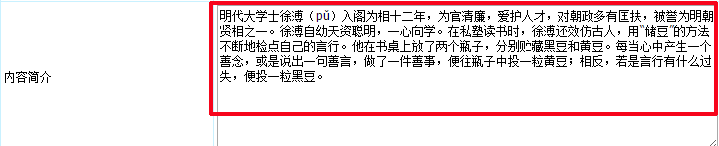 明代大学士徐溥（pǔ）入阁为相十二年，为官清廉，爱护人才，对朝政多有匡扶，被誉为明朝
贤相之一。徐溥自幼天资聪明，一心向学。在私塾读书时，徐溥还效仿古人，用“储豆”的方法
不断地检点自己的言行。他在书桌上放了两个瓶子，分别贮藏黑豆和黄豆。每当心中产生一个
善念，或是说出一句善言，做了一件善事，便往瓶子中投一粒黄豆；相反，若是言行有什么过
失，便投一粒黑豆。
内容简介